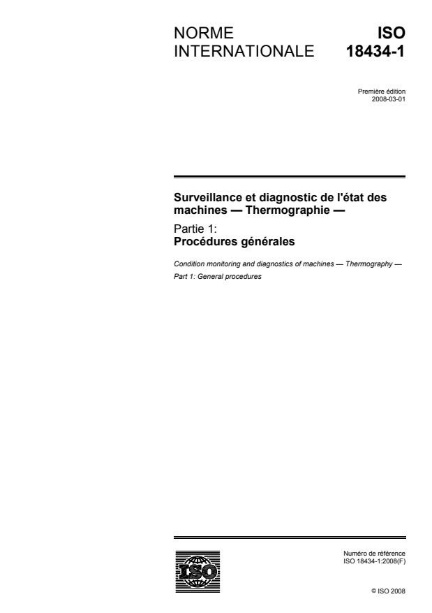 NORME
INTERNATIONALE
ISO
18434-1
Première édition
2008-03-01
Surveillance et diagnostic de l'état des
machines — Thermographie —
Partie 1:
Procédures générales
Condition monitoring and diagnostics of machines — Thermography —
Part 1: General procedures
ISO
Numéro de référence
ISO 18434-1:2008(F)
© ISO 2008